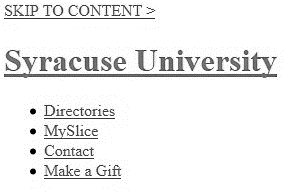 SKIP TO CONTENT >
Syracuse University
Directories
MySlice
Contact
Make a Gift